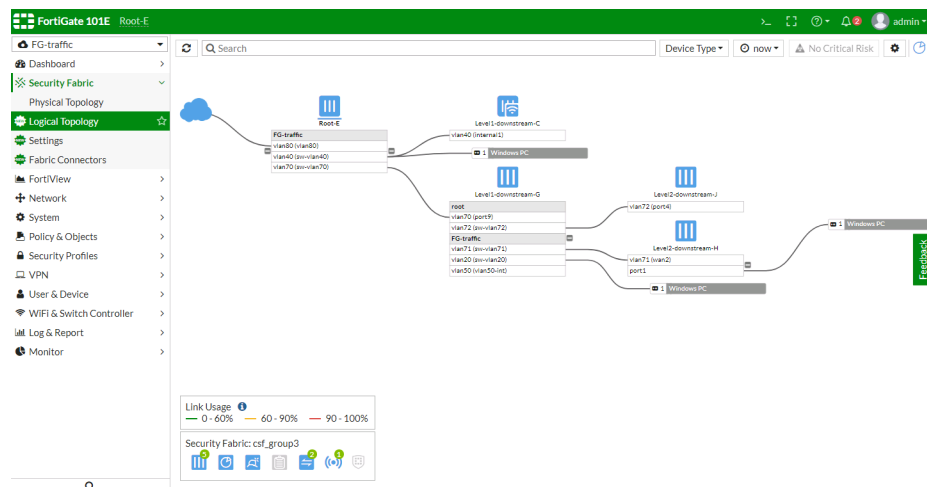 FortiGate 101E Root-E
>_ 2 admin
FG-traffic
Search
Device Type
now
No Critical Risk
Dashboard
Security Fabric
Physical Topology
Logical Topology
Settings
Fabric Connectors
FortiView
Network
System
Policy & Objects
Security Profiles
VPN
User & Device
WiFi & Switch Controller
Log & Report
Monitor
Root-E
FG-traffic
vlan80 (vlan80)
vlan40 (sw-vlan40)
vlan70 (sw-vlan70)
Level1-downstream-C
vlan40 (internal1)
1 Windows PC
Level1-downstream-G
root
vlan70 (port9)
vlan72 (sw-vlan72)
FG-traffic
vlan71 (sw-vlan71)
vlan20 (sw-vlan20)
vlan50 (vlan50-int)
Level2-downstream-J
vlan72 (port4)
Level2-downstream-H
vlan71 (wan2)
port1
1 Windows PC
1 Windows PC
Feedback
Link Usage
0 - 60% 60 - 90% 90 - 100%
Security Fabric: csf_group3
2 1